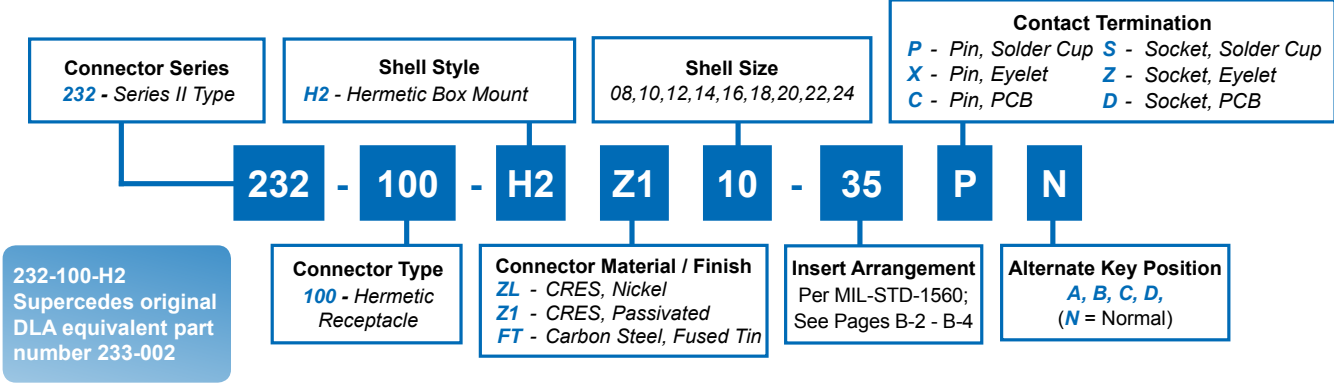 Contact Termination
P - Pin, Solder Cup S - Socket, Solder Cup
X - Pin, Eyelet Z - Socket, Eyelet
C - Pin, PCB D - Socket, PCB
Connector Series
232 - Series II Type
Shell Style
H2 - Hermetic Box Mount
Shell Size
08,10,12,14,16,18,20,22,24
232 - 100 - H2 Z1 10 - 35 P N
232-100-H2
Supercedes original
DLA equivalent part
number 233-002
Connector Type
100 - Hermetic
Receptacle
Connector Material / Finish
ZL - CRES, Nickel
Z1 - CRES, Passivated
FT - Carbon Steel, Fused Tin
Insert Arrangement
Per MIL-STD-1560;
See Pages B-2 - B-4
Alternate Key Position
A, B, C, D,
(N = Normal)